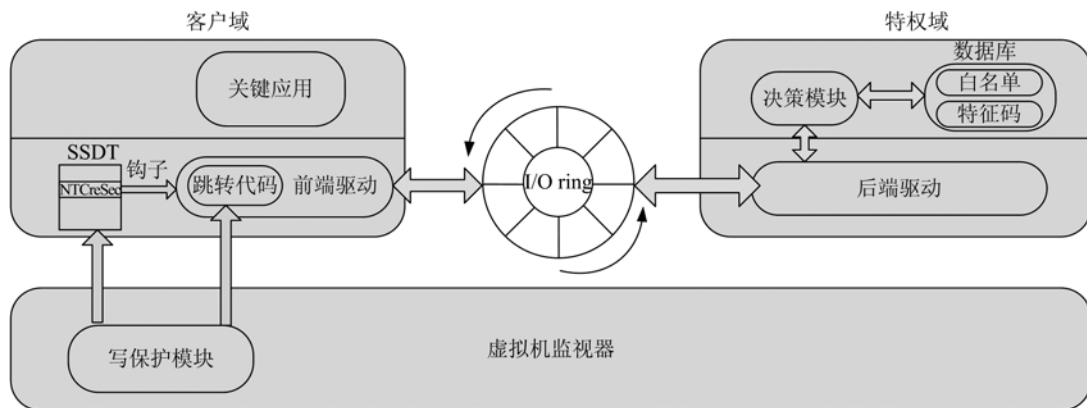 客户域
特权域
关键应用
数据库
白名单
特征码
决策模块
SSDT
NTCreSec
钩子
跳转代码
前端驱动
I/O ring
后端驱动
写保护模块
虚拟机监视器